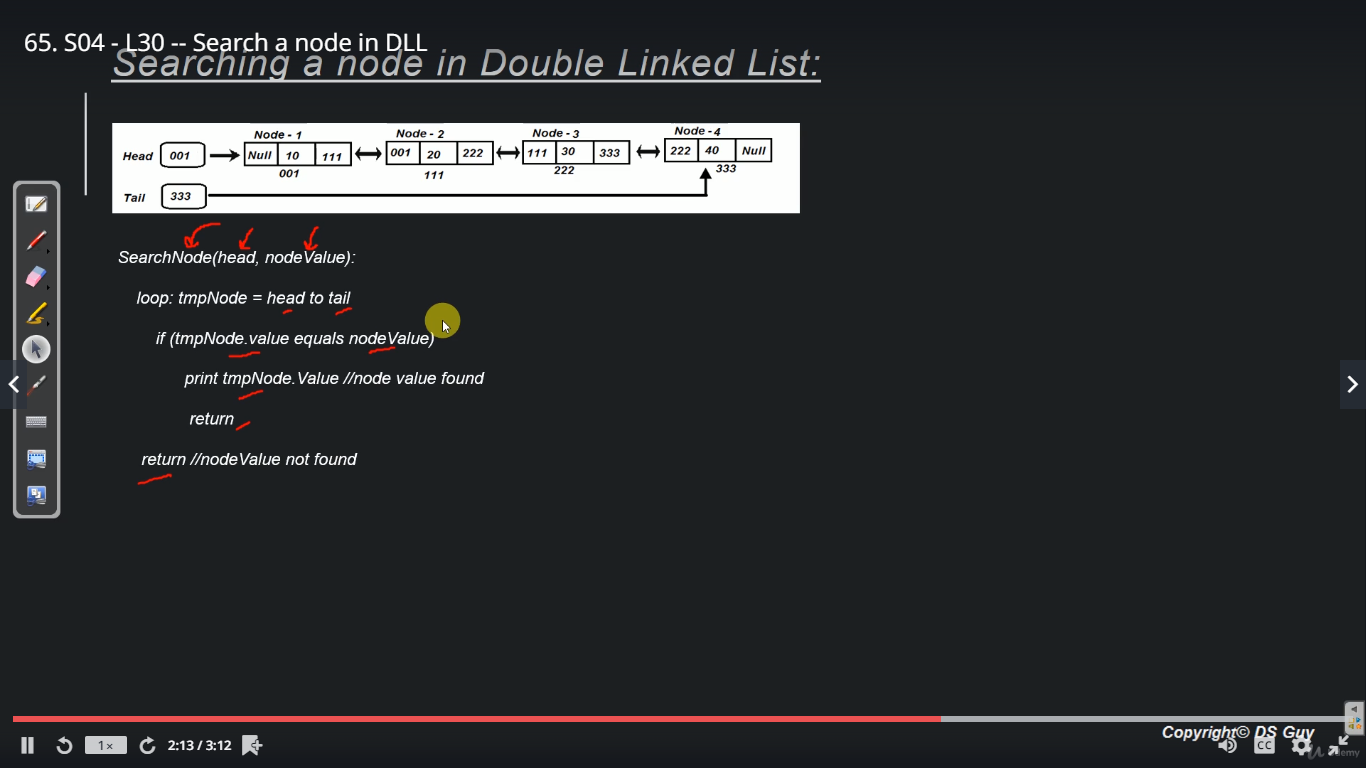 65. S04 - L30 -- Search a node in DLL
Searching a node in Double Linked List:
Node - 1 Node - 2 Node - 3 Node - 4
Head 001 Null 10 111 001 20 222 111 30 333 222 40 Null
001 111 222 333
Tail 333
SearchNode(head, nodeValue):
loop: tmpNode = head to tail
if (tmpNode.value equals nodeValue)
print tmpNode.Value //node value found
return
return //nodeValue not found
Copyright© DS Guy
1x 2:13 / 3:12 CC